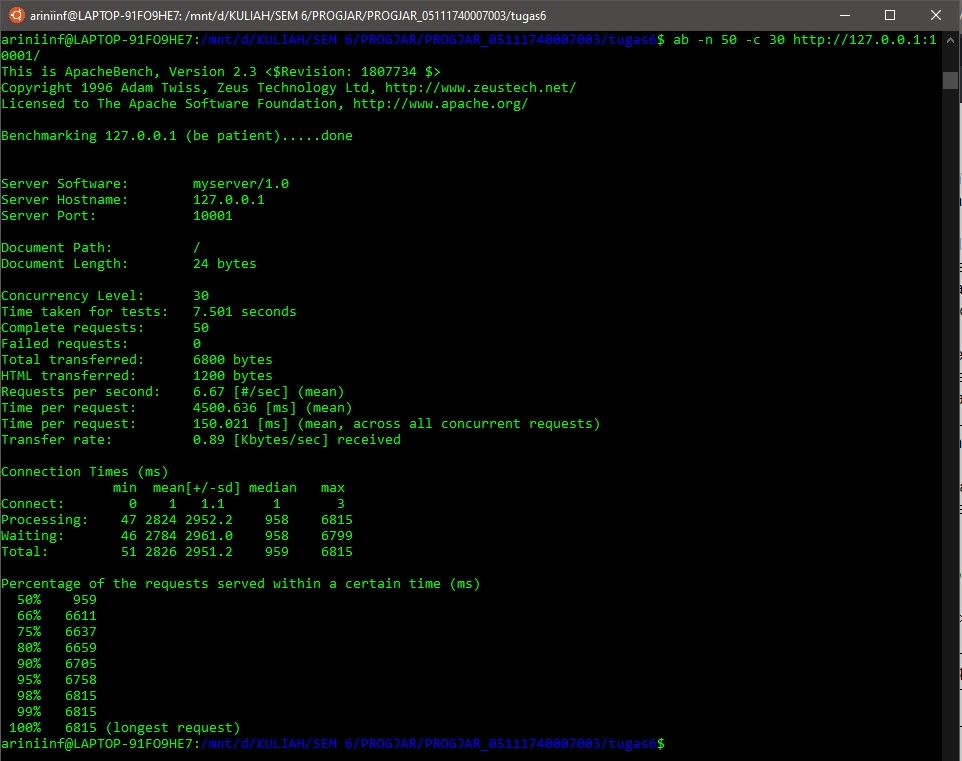 ariniinf@LAPTOP-91FO9HE7: /mnt/d/KULIAH/SEM 6/PROGJAR/PROGJAR_05111740007003/tugas6
ariniinf@LAPTOP-91FO9HE7:/mnt/d/KULIAH/SEM 6/PROGJAR/PROGJAR_05111740007003/tugas6$ ab -n 50 -c 30 http://127.0.0.1:1
0001/
This is ApacheBench, Version 2.3 <$Revision: 1807734 $>
Copyright 1996 Adam Twiss, Zeus Technology Ltd, http://www.zeustech.net/
Licensed to The Apache Software Foundation, http://www.apache.org/

Benchmarking 127.0.0.1 (be patient).....done


Server Software:        myserver/1.0
Server Hostname:        127.0.0.1
Server Port:            10001

Document Path:          /
Document Length:        24 bytes

Concurrency Level:      30
Time taken for tests:   7.501 seconds
Complete requests:      50
Failed requests:        0
Total transferred:      6800 bytes
HTML transferred:       1200 bytes
Requests per second:    6.67 [#/sec] (mean)
Time per request:       4500.636 [ms] (mean)
Time per request:       150.021 [ms] (mean, across all concurrent requests)
Transfer rate:          0.89 [Kbytes/sec] received

Connection Times (ms)
              min  mean[+/-sd] median   max
Connect:        0    1   1.1      1       3
Processing:    47 2824 2952.2    958    6815
Waiting:       46 2784 2961.0    958    6799
Total:         51 2826 2951.2    959    6815

Percentage of the requests served within a certain time (ms)
  50%    959
  66%   6611
  75%   6637
  80%   6659
  90%   6705
  95%   6758
  98%   6815
  99%   6815
 100%   6815 (longest request)
ariniinf@LAPTOP-91FO9HE7:/mnt/d/KULIAH/SEM 6/PROGJAR/PROGJAR_05111740007003/tugas6$